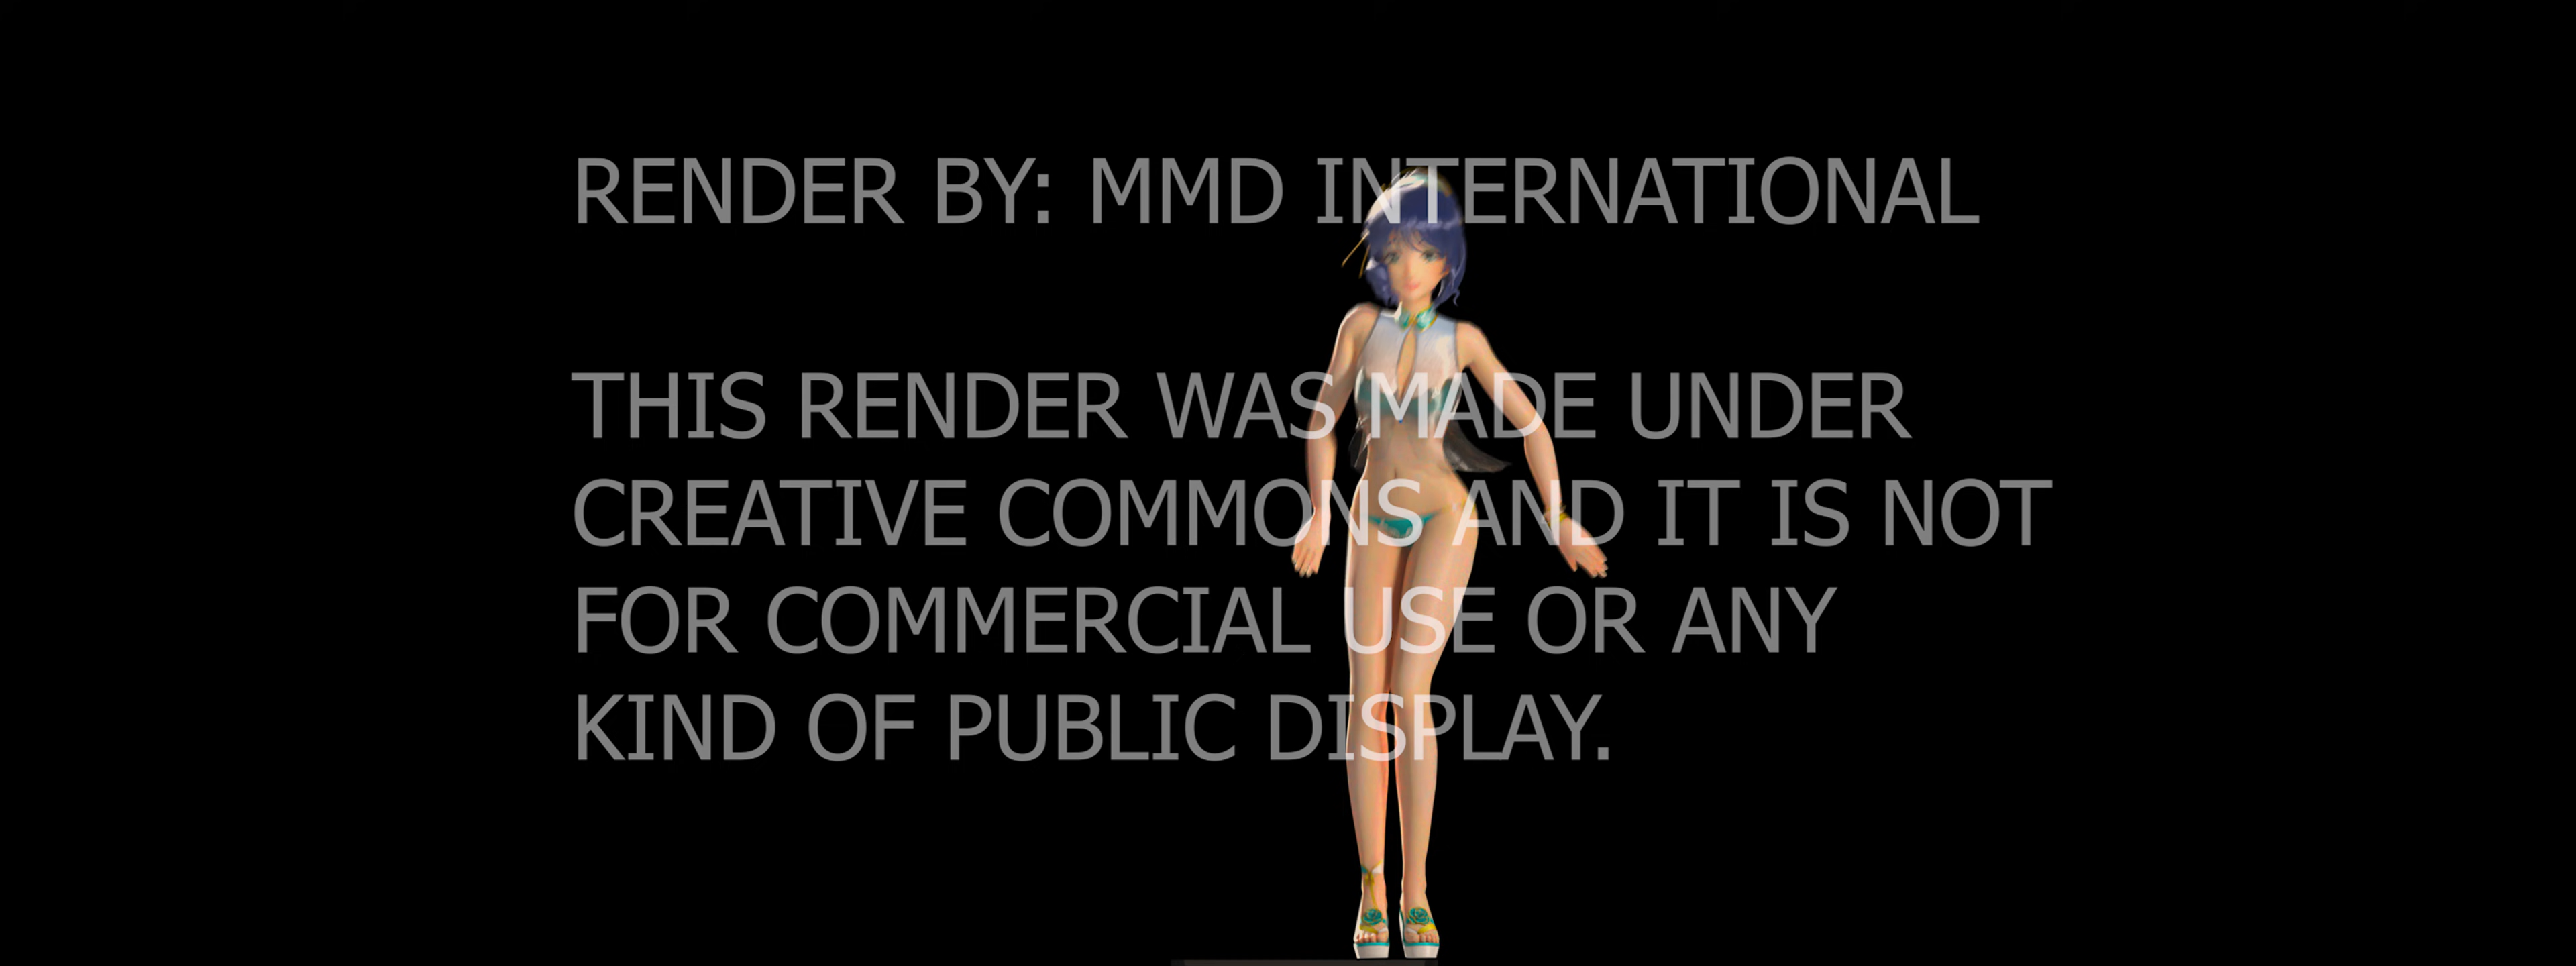 RENDER BY: MMD INTERNATIONAL
THIS RENDER WAS MADE UNDER
CREATIVE COMMONS AND IT IS NOT
FOR COMMERCIAL USE OR ANY
KIND OF PUBLIC DISPLAY.